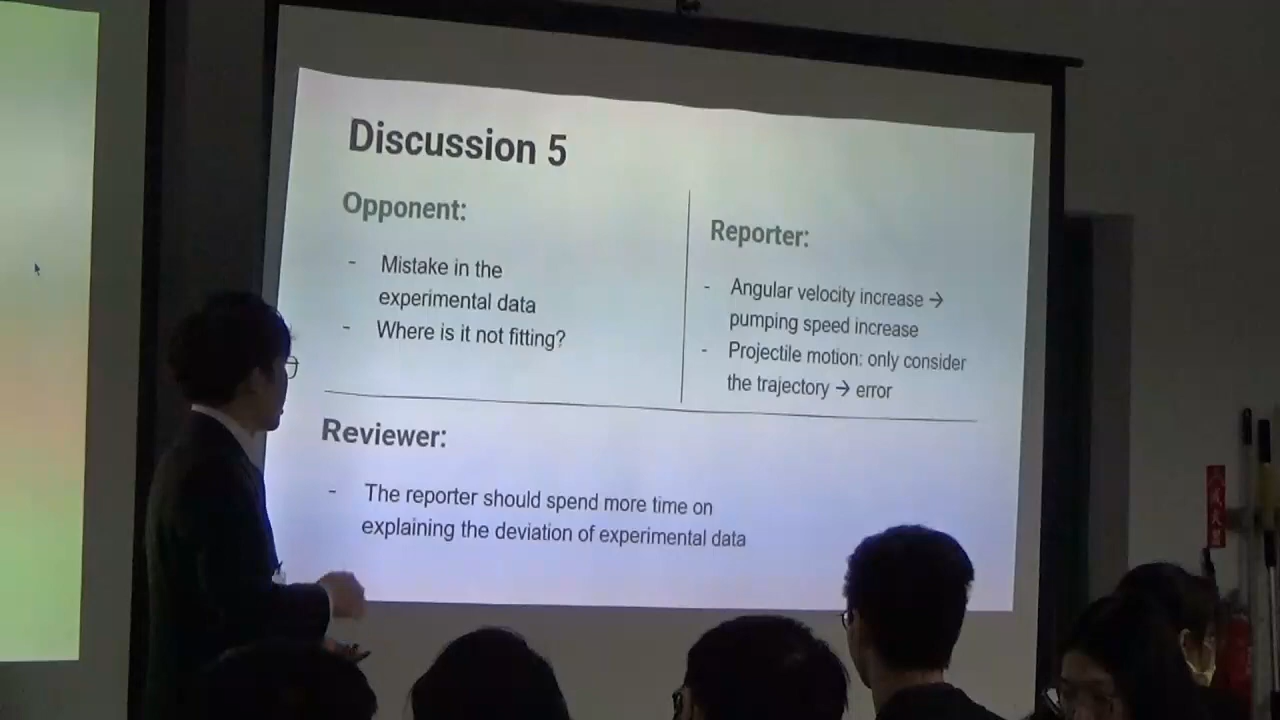 Discussion 5
Opponent:
- Mistake in the
experimental data
- Where is it not fitting?
Reporter:
- Angular velocity increase →
pumping speed increase
- Projectile motion: only consider
the trajectory → error
Reviewer:
- The reporter should spend more time on
explaining the deviation of experimental data